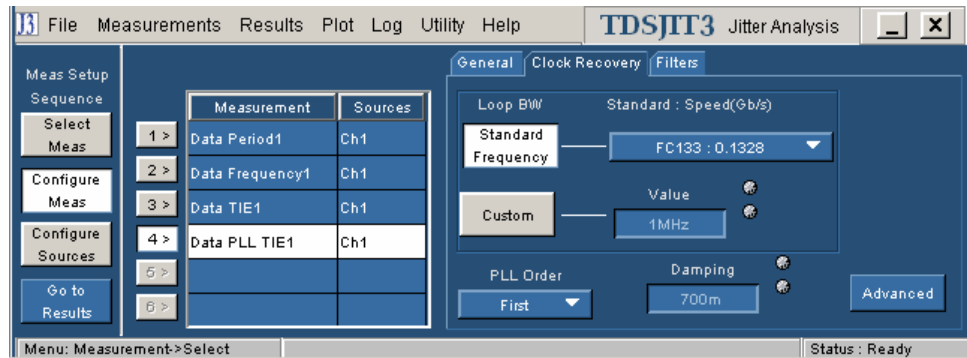 J3 File Measurements Results Plot Log Utility Help TDSJIT3 Jitter Analysis
Meas Setup
Sequence
Select
Meas
Configure
Meas
Configure
Sources
Go to
Results
Measurement Sources
1 > Data Period1 Ch1
2 > Data Frequency1 Ch1
3 > Data TIE1 Ch1
4 > Data PLL TIE1 Ch1
5 >
6 >
General Clock Recovery Filters
Loop BW Standard : Speed(Gb/s)
Standard
Frequency
FC133 : 0.1328
Custom
Value
1MHz
PLL Order
First
Damping
700m
Advanced
Menu: Measurement->Select Status : Ready